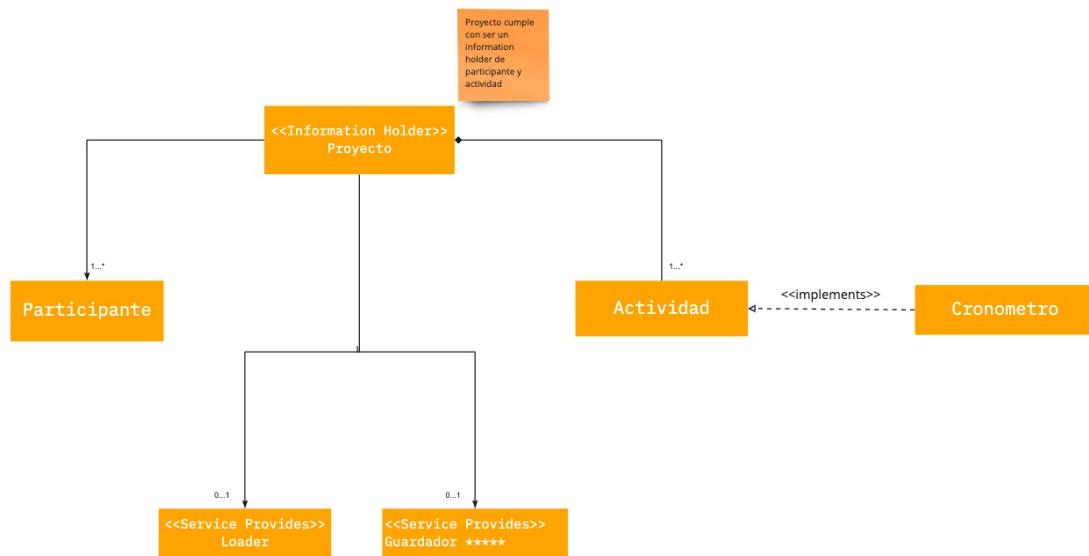 Proyecto cumple
con ser un
information
holder de
participante y
actividad
<<Information Holder>>
Proyecto
1...*
1...*
Participante
Actividad
<<implements>>
Cronometro
0...1
0...1
<<Service Provides>>
Loader
<<Service Provides>>
Guardador *****